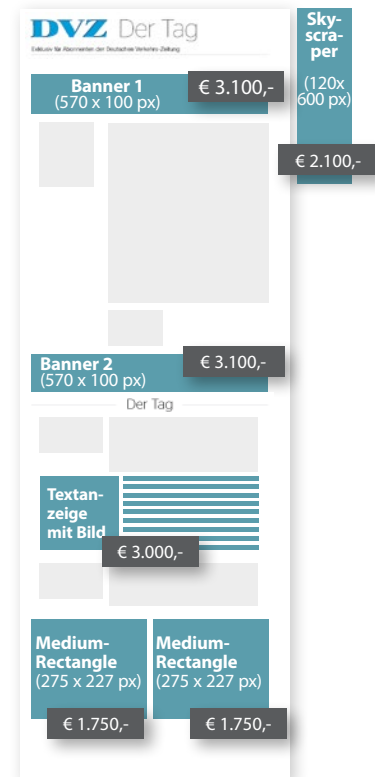 DVZ Der Tag
Exklusiv für Abonnenten der Deutschen Verkehrs-Zeitung
Sky-
scra-
per
(120x
600 px)
€ 2.100,-
Banner 1
(570 x 100 px)
€ 3.100,-
Banner 2
(570 x 100 px)
€ 3.100,-
Der Tag
Textan-
zeige
mit Bild
€ 3.000,-
Medium-
Rectangle
(275 x 227 px)
€ 1.750,-
Medium-
Rectangle
(275 x 227 px)
€ 1.750,-